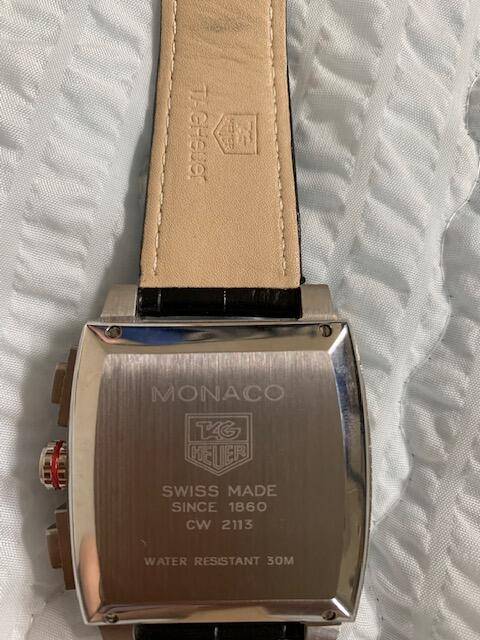 TAGHeuer
TAG
HEUER
MONACO
TAG
HEUER
SWISS MADE
SINCE 1860
CW 2113
WATER RESISTANT 30M